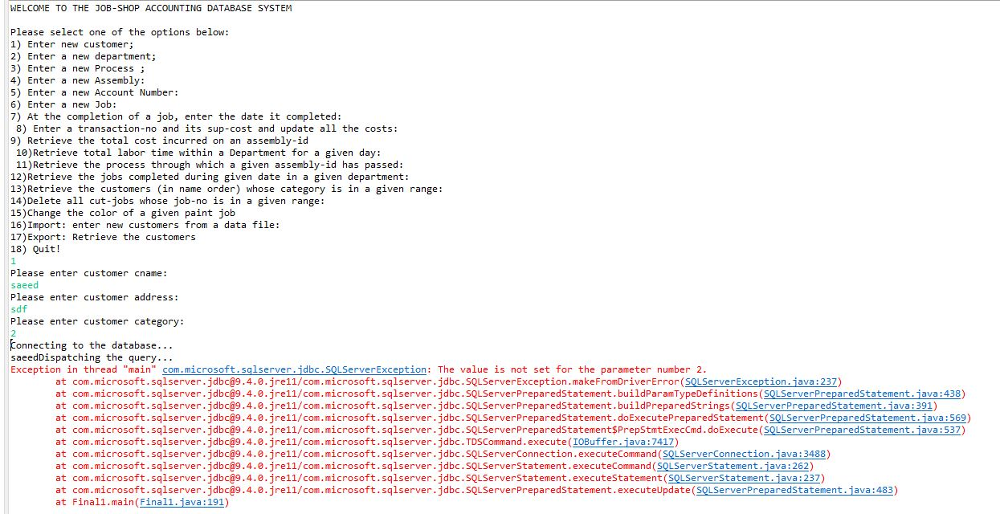 WELCOME TO THE JOB-SHOP ACCOUNTING DATABASE SYSTEM
Please select one of the options below:
1) Enter new customer;
2) Enter a new department;
3) Enter a new Process ;
4) Enter a new Assembly:
5) Enter a new Account Number:
6) Enter a new Job:
7) At the completion of a job, enter the date it completed:
8) Enter a transaction-no and its sup-cost and update all the costs:
9) Retrieve the total cost incurred on an assembly-id
10)Retrieve total labor time within a Department for a given day:
11)Retrieve the process through which a given assembly-id has passed:
12)Retrieve the jobs completed during given date in a given department:
13)Retrieve the customers (in name order) whose category is in a given range:
14)Delete all cut-jobs whose job-no is in a given range:
15)Change the color of a given paint job
16)Import: enter new customers from a data file:
17)Export: Retrieve the customers
18) Quit!
1
Please enter customer cname:
saeed
Please enter customer address:
sdf
Please enter customer category:
2
Connecting to the database...
saeedDispatching the query...
Exception in thread "main" com.microsoft.sqlserver.jdbc.SQLServerException: The value is not set for the parameter number 2.
at com.microsoft.sqlserver.jdbc@9.4.0.jre11/com.microsoft.sqlserver.jdbc.SQLServerException.makeFromDriverError(SQLServerException.java:237)
at com.microsoft.sqlserver.jdbc@9.4.0.jre11/com.microsoft.sqlserver.jdbc.SQLServerPreparedStatement.buildParamTypeDefinitions(SQLServerPreparedStatement.java:438)
at com.microsoft.sqlserver.jdbc@9.4.0.jre11/com.microsoft.sqlserver.jdbc.SQLServerPreparedStatement.buildPreparedStrings(SQLServerPreparedStatement.java:391)
at com.microsoft.sqlserver.jdbc@9.4.0.jre11/com.microsoft.sqlserver.jdbc.SQLServerPreparedStatement.doExecutePreparedStatement(SQLServerPreparedStatement.java:569)
at com.microsoft.sqlserver.jdbc@9.4.0.jre11/com.microsoft.sqlserver.jdbc.SQLServerPreparedStatement$PrepStmtExecCmd.doExecute(SQLServerPreparedStatement.java:537)
at com.microsoft.sqlserver.jdbc@9.4.0.jre11/com.microsoft.sqlserver.jdbc.TDSCommand.execute(IOBuffer.java:7417)
at com.microsoft.sqlserver.jdbc@9.4.0.jre11/com.microsoft.sqlserver.jdbc.SQLServerConnection.executeCommand(SQLServerConnection.java:3488)
at com.microsoft.sqlserver.jdbc@9.4.0.jre11/com.microsoft.sqlserver.jdbc.SQLServerStatement.executeCommand(SQLServerStatement.java:262)
at com.microsoft.sqlserver.jdbc@9.4.0.jre11/com.microsoft.sqlserver.jdbc.SQLServerStatement.executeStatement(SQLServerStatement.java:237)
at com.microsoft.sqlserver.jdbc@9.4.0.jre11/com.microsoft.sqlserver.jdbc.SQLServerPreparedStatement.executeUpdate(SQLServerPreparedStatement.java:483)
at Final1.main(Final1.java:191)